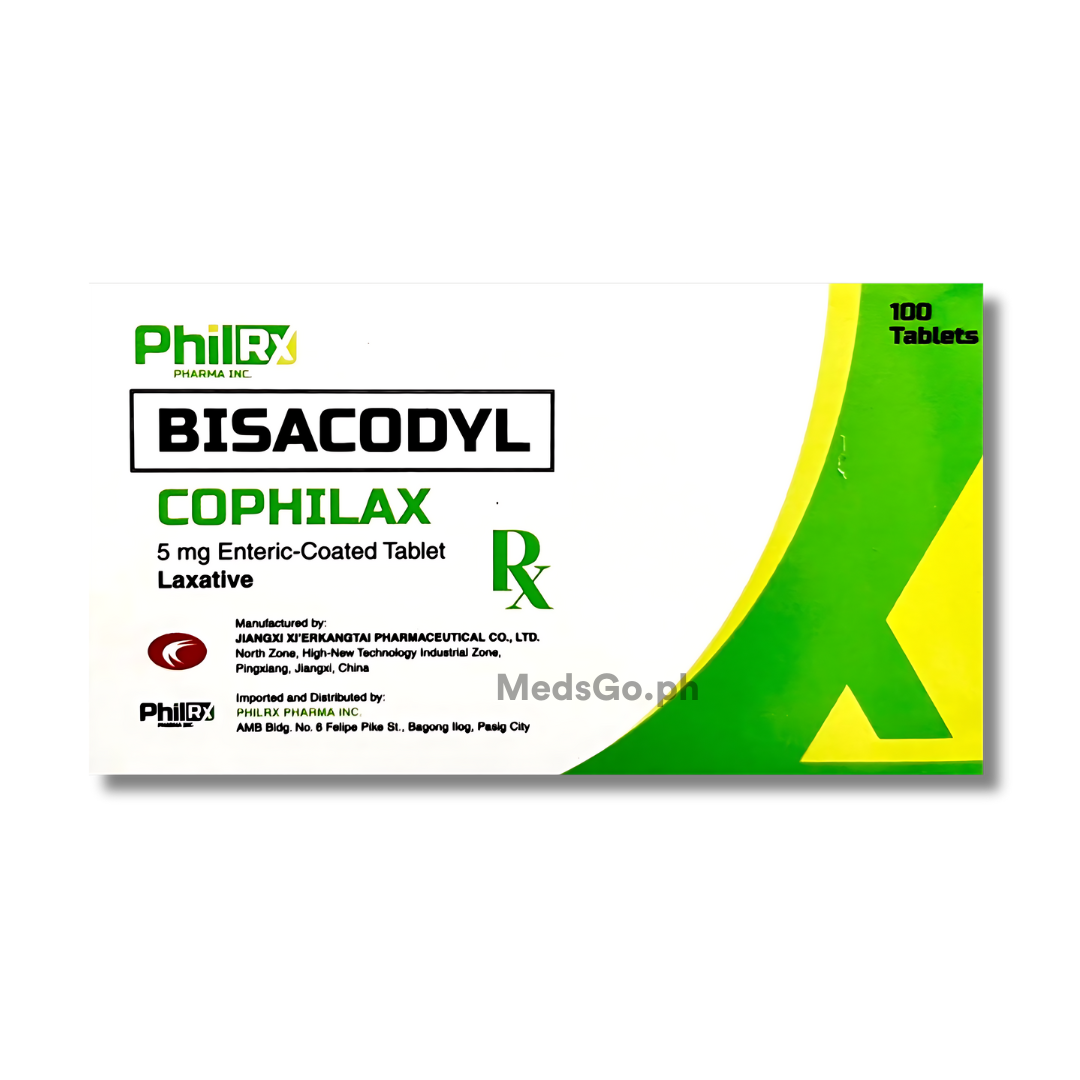 PhilRx
PHARMA INC.
100
Tablets
BISACODYL
COPHILAX
5 mg Enteric-Coated Tablet
Laxative
Rx
Manufactured by:
JIANGXI XI'ERKANGTAI PHARMACEUTICAL CO., LTD.
North Zone, High-New Technology Industrial Zone,
Pingxiang, Jiangxi, China
MedsGo.ph
Imported and Distributed by:
PHILRX PHARMA INC.
AMB Bldg. No. 6 Felipe Pike St., Bagong Ilog, Pasig City
PhilRx
PHARMA INC.